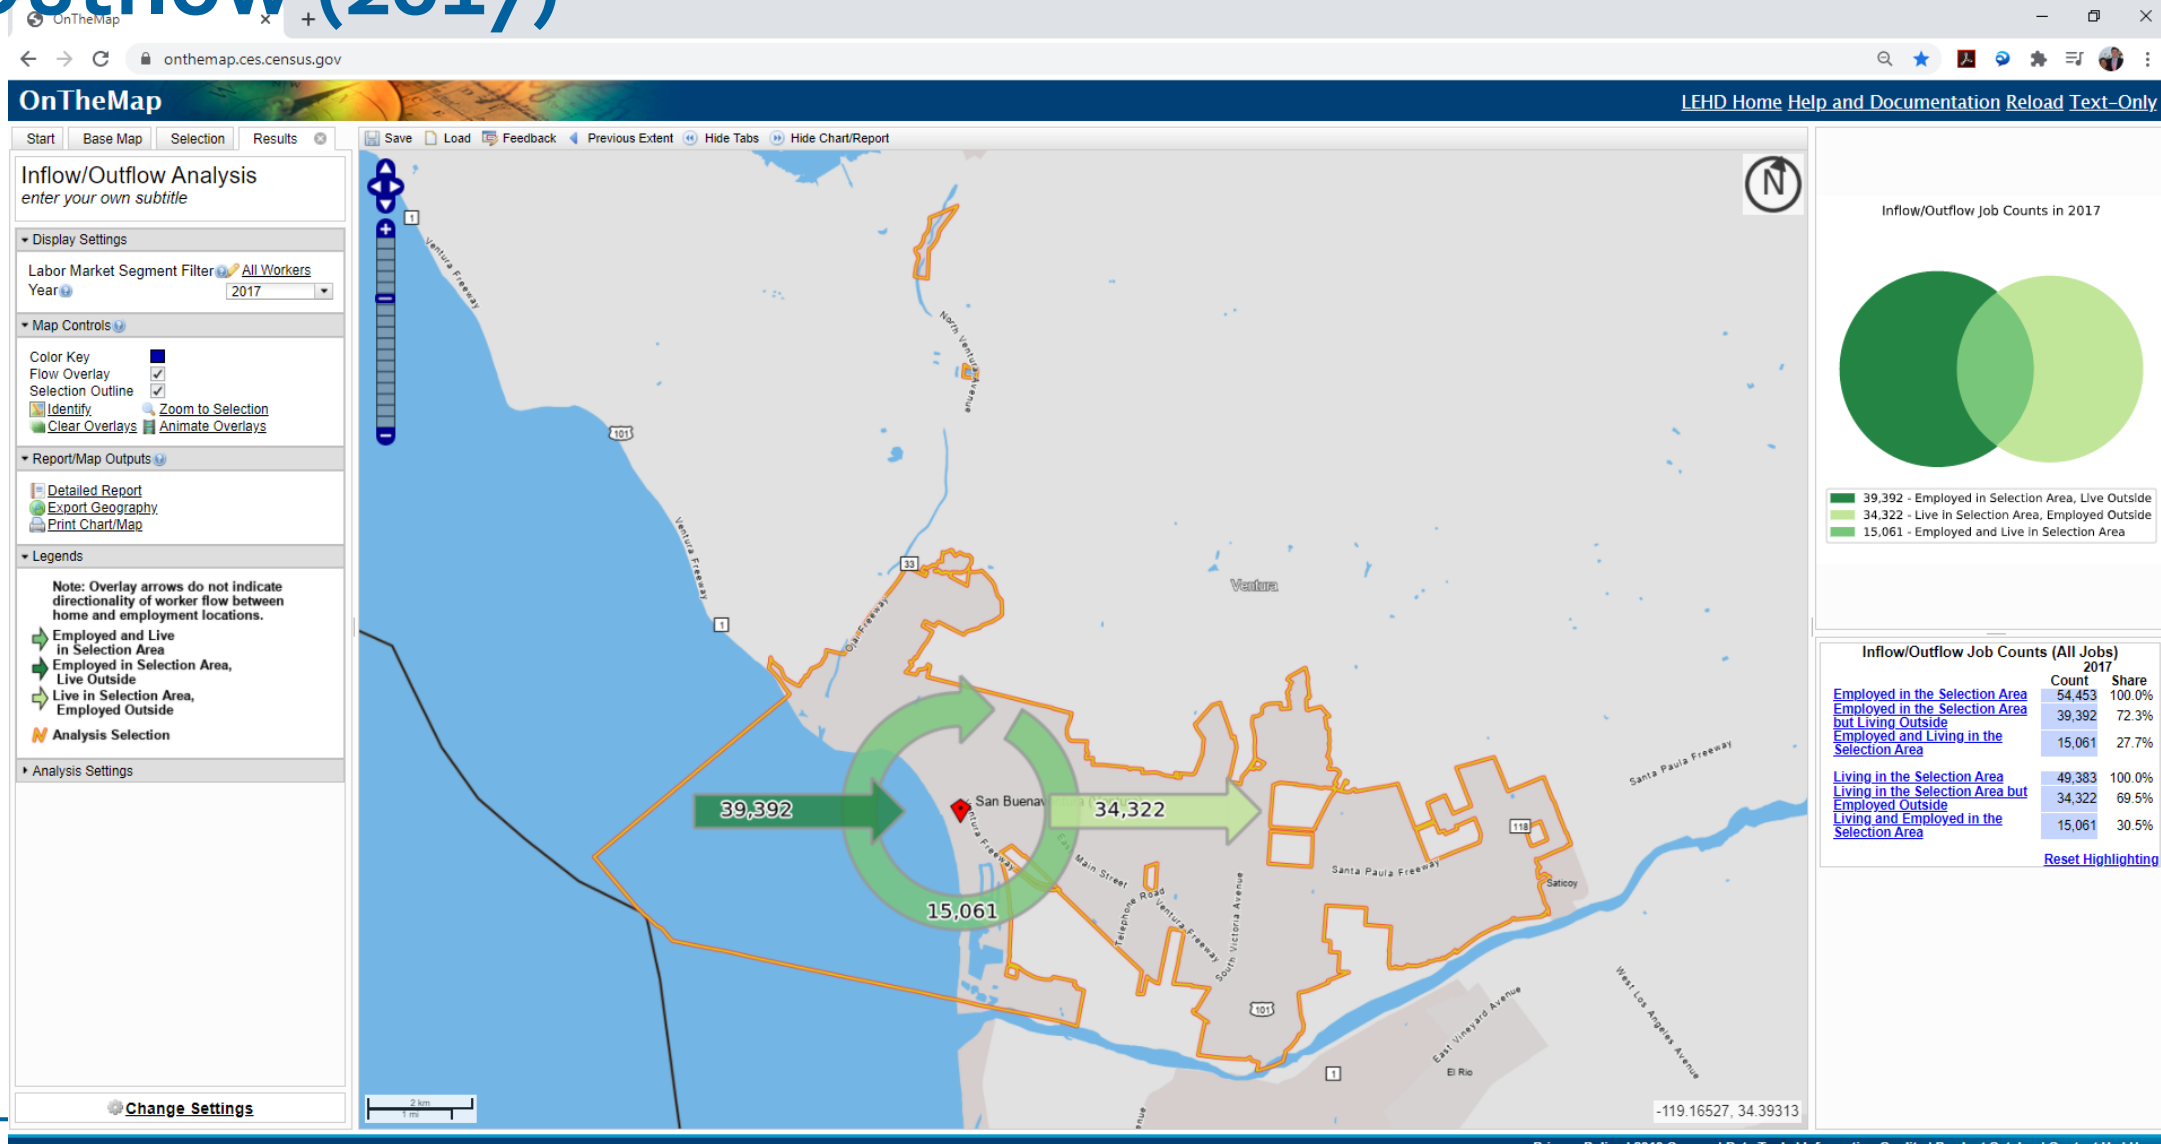 Outflow (2017)
OnTheMap
onthemap.ces.census.gov
OnTheMap
LEHD Home Help and Documentation Reload Text-Only
Start Base Map Selection Results
Save Load Feedback Previous Extent Hide Tabs Hide Chart/Report
Inflow/Outflow Analysis
enter your own subtitle
Display Settings
Labor Market Segment Filter All Workers
Year 2017
Map Controls
Color Key
Flow Overlay
Selection Outline
Identify Zoom to Selection
Clear Overlays Animate Overlays
Report/Map Outputs
Detailed Report
Export Geography
Print Chart/Map
Legends
Note: Overlay arrows do not indicate
directionality of worker flow between
home and employment locations.
Employed and Live
in Selection Area
Employed in Selection Area,
Live Outside
Live in Selection Area,
Employed Outside
Analysis Selection
Analysis Settings
Change Settings
N
1
Ventura Freeway
North Ventura Avenue
101
Ventura Freeway
33
1
Ojai Freeway
Ventura
39,392
San Buenaventura (Ventura)
34,322
15,061
Ventura Freeway
East Main Street
Telephone Road
Ventura Freeway
South Victoria Avenue
Santa Paula Freeway
118
Santa Paula Freeway
Saticoy
101
East Vineyard Avenue
West Los Angeles Avenue
El Rio
1
2 km
1 mi
-119.16527, 34.39313
Inflow/Outflow Job Counts in 2017
39,392 - Employed in Selection Area, Live Outside
34,322 - Live in Selection Area, Employed Outside
15,061 - Employed and Live in Selection Area
Inflow/Outflow Job Counts (All Jobs)
2017
Count Share
Employed in the Selection Area 54,453 100.0%
Employed in the Selection Area
but Living Outside 39,392 72.3%
Employed and Living in the
Selection Area 15,061 27.7%
Living in the Selection Area 49,383 100.0%
Living in the Selection Area but
Employed Outside 34,322 69.5%
Living and Employed in the
Selection Area 15,061 30.5%
Reset Highlighting